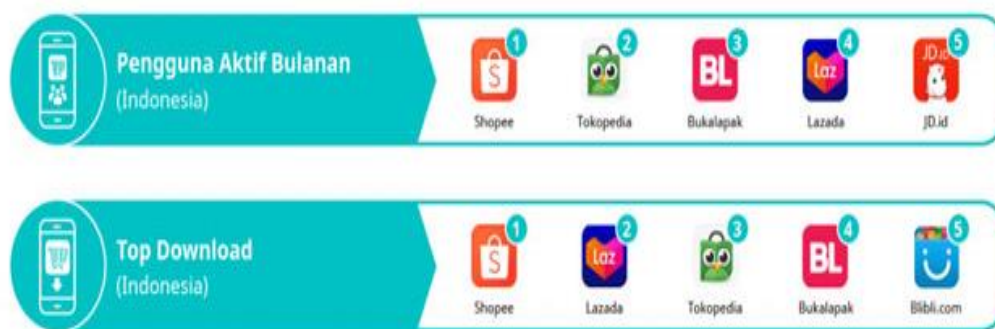 Pengguna Aktif Bulanan
(Indonesia)
1 2 3 4 5
S BL Laz JD.id
Shopee Tokopedia Bukalapak Lazada JD.id
Top Download
(Indonesia)
1 2 3 4 5
S Laz BL
Shopee Lazada Tokopedia Bukalapak Blibli.com